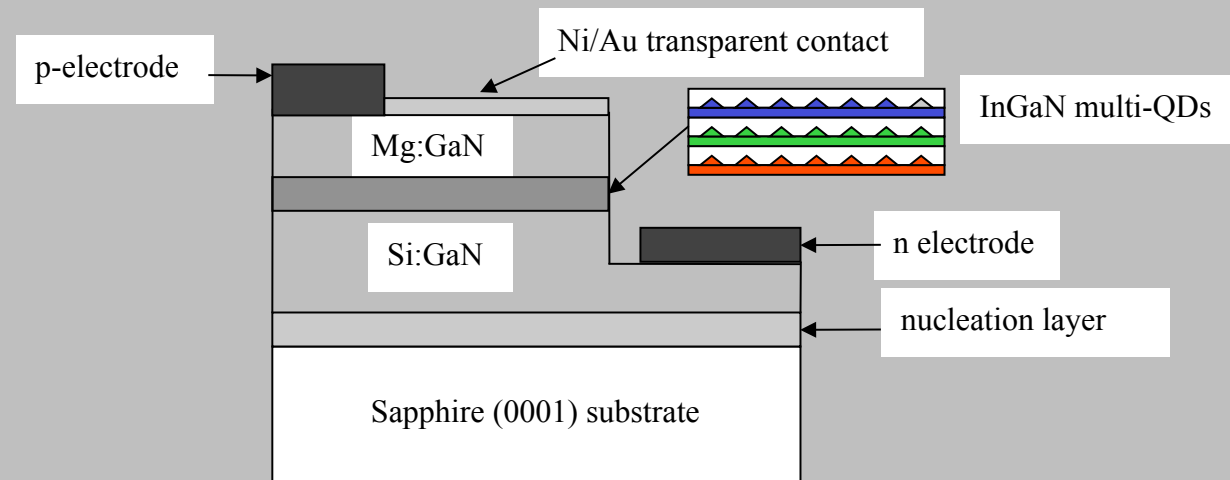 Ni/Au transparent contact
p-electrode
InGaN multi-QDs
Mg:GaN
Si:GaN
n electrode
nucleation layer
Sapphire (0001) substrate